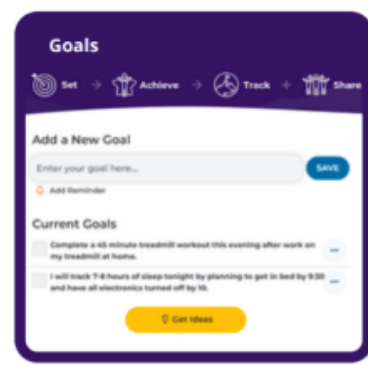 Goals
Set → Achieve → Track + Share
Add a New Goal
Enter your goal here...
SAVE
Add Reminder
Current Goals
Complete a 45 minute treadmill workout this evening after work on
my treadmill at home.
I will track 7-8 hours of sleep tonight by planning to get in bed by 9:30
and have all electronics turned off by 10.
Get Ideas